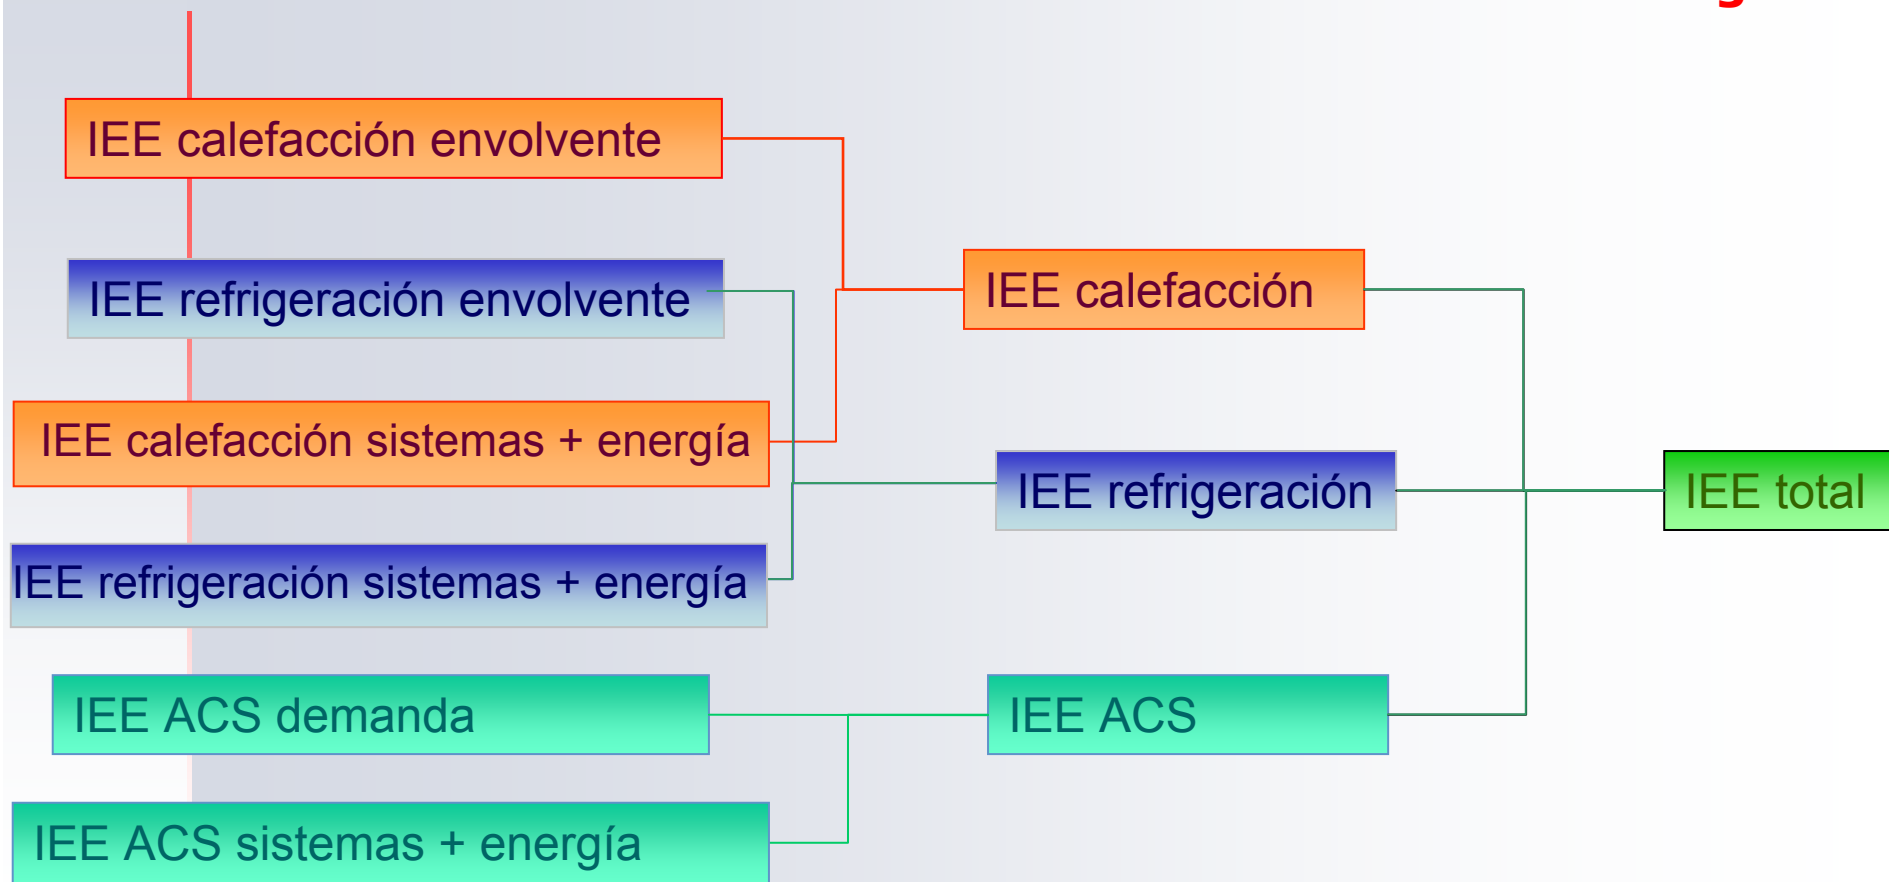 IEE calefacción envolvente
IEE refrigeración envolvente
IEE calefacción sistemas + energía
IEE refrigeración sistemas + energía
IEE ACS demanda
IEE ACS sistemas + energía
IEE calefacción
IEE refrigeración
IEE ACS
IEE total